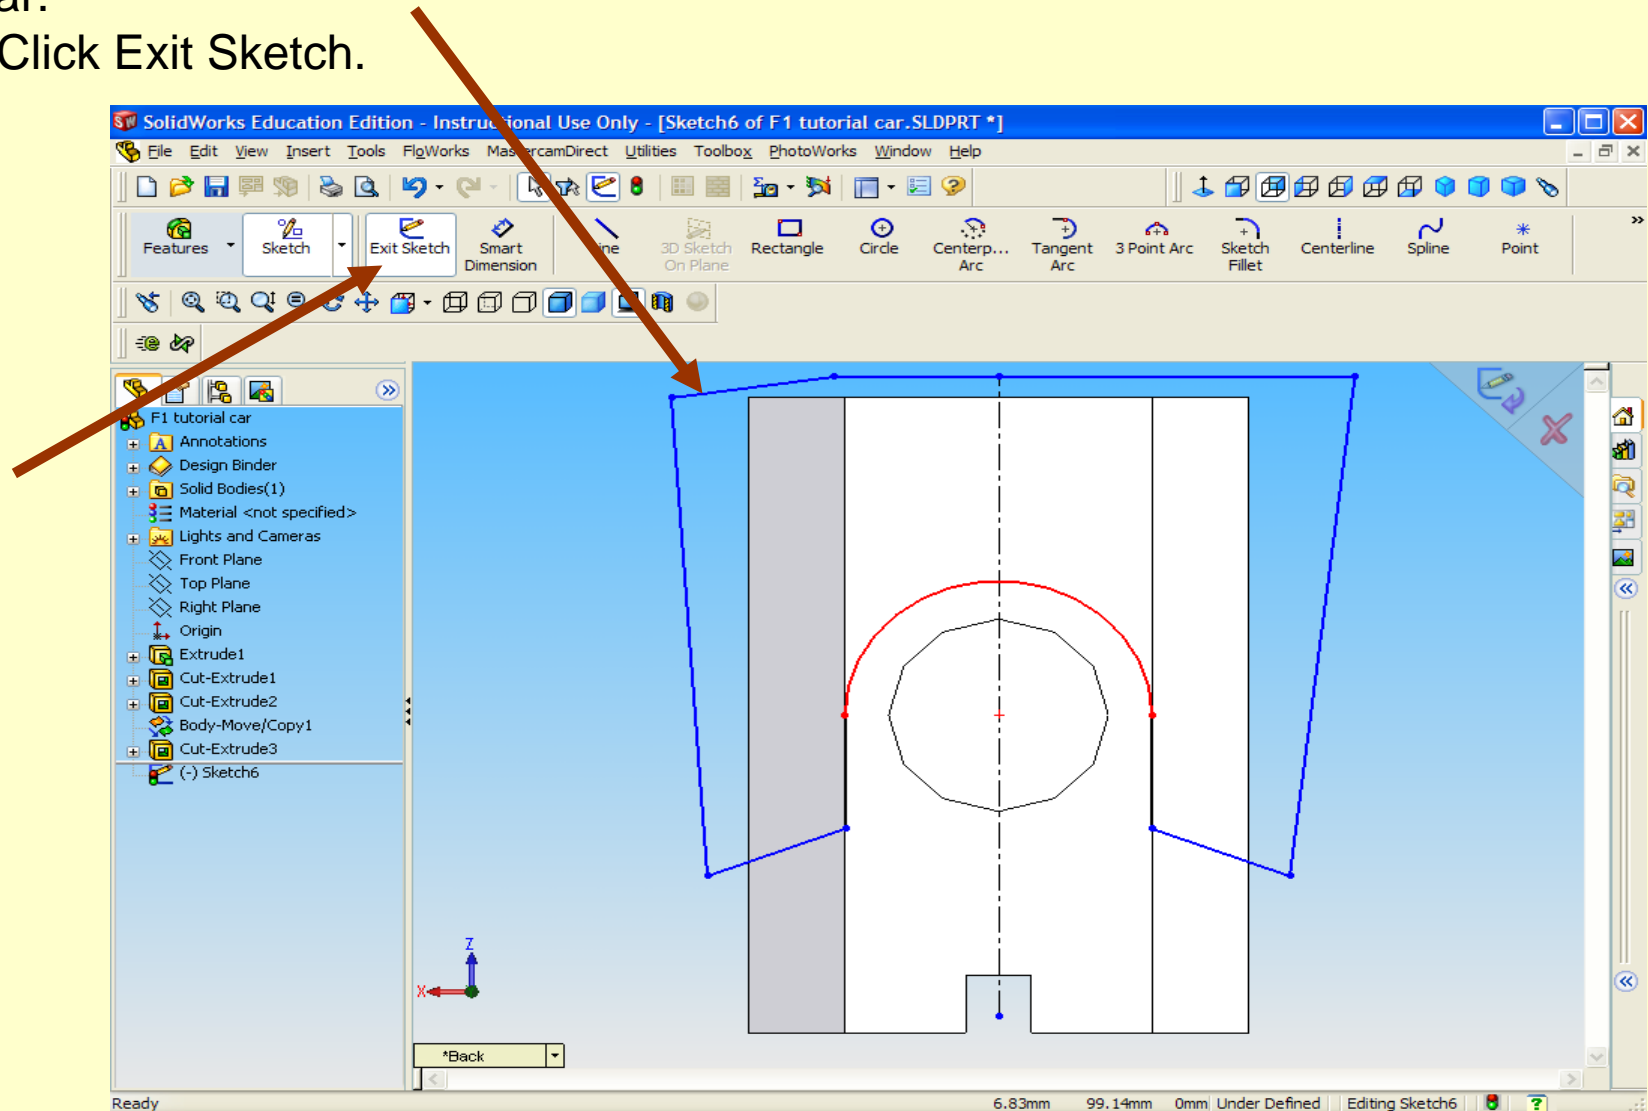 ar.
Click Exit Sketch.
SolidWorks Education Edition - Instructional Use Only - [Sketch6 of F1 tutorial car.SLDPRT *]
File Edit View Insert Tools FloWorks MastercamDirect Utilities Toolbox PhotoWorks Window Help
Features Sketch Exit Sketch Smart Dimension Line 3D Sketch On Plane Rectangle Circle Centerp... Arc Tangent Arc 3 Point Arc Sketch Fillet Centerline Spline Point
F1 tutorial car
Annotations
Design Binder
Solid Bodies(1)
Material <not specified>
Lights and Cameras
Front Plane
Top Plane
Right Plane
Origin
Extrude1
Cut-Extrude1
Cut-Extrude2
Body-Move/Copy1
Cut-Extrude3
(-) Sketch6
Z
X
*Back
Ready 6.83mm 99.14mm 0mm Under Defined Editing Sketch6